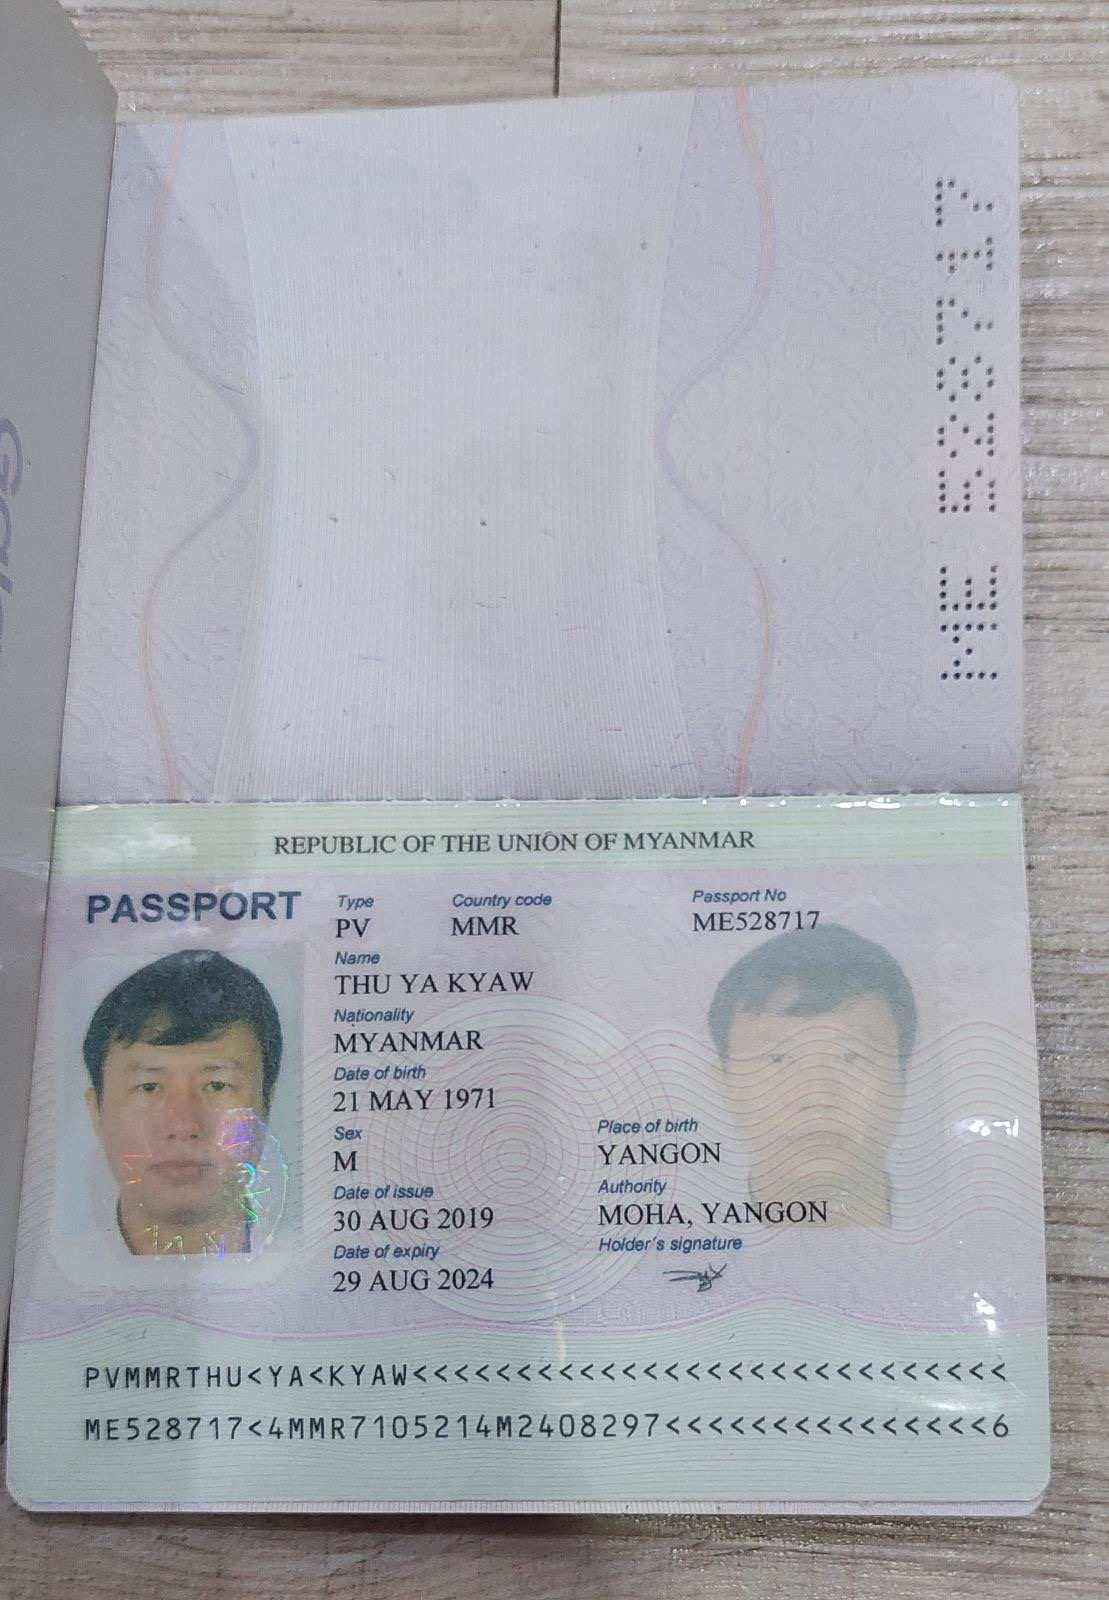 ME 528717
REPUBLIC OF THE UNION OF MYANMAR
PASSPORT
Type Country code Passport No
PV MMR ME528717
Name
THU YA KYAW
Nationality
MYANMAR
Date of birth
21 MAY 1971
Sex Place of birth
M YANGON
Date of issue Authority
30 AUG 2019 MOHA, YANGON
Date of expiry Holder's signature
29 AUG 2024
PVMMRTHU<YA<KYAW<<<<<<<<<<<<<<<<<<<<<<<<<<<<
ME528717<4MMR7105214M2408297<<<<<<<<<<<<<<<6